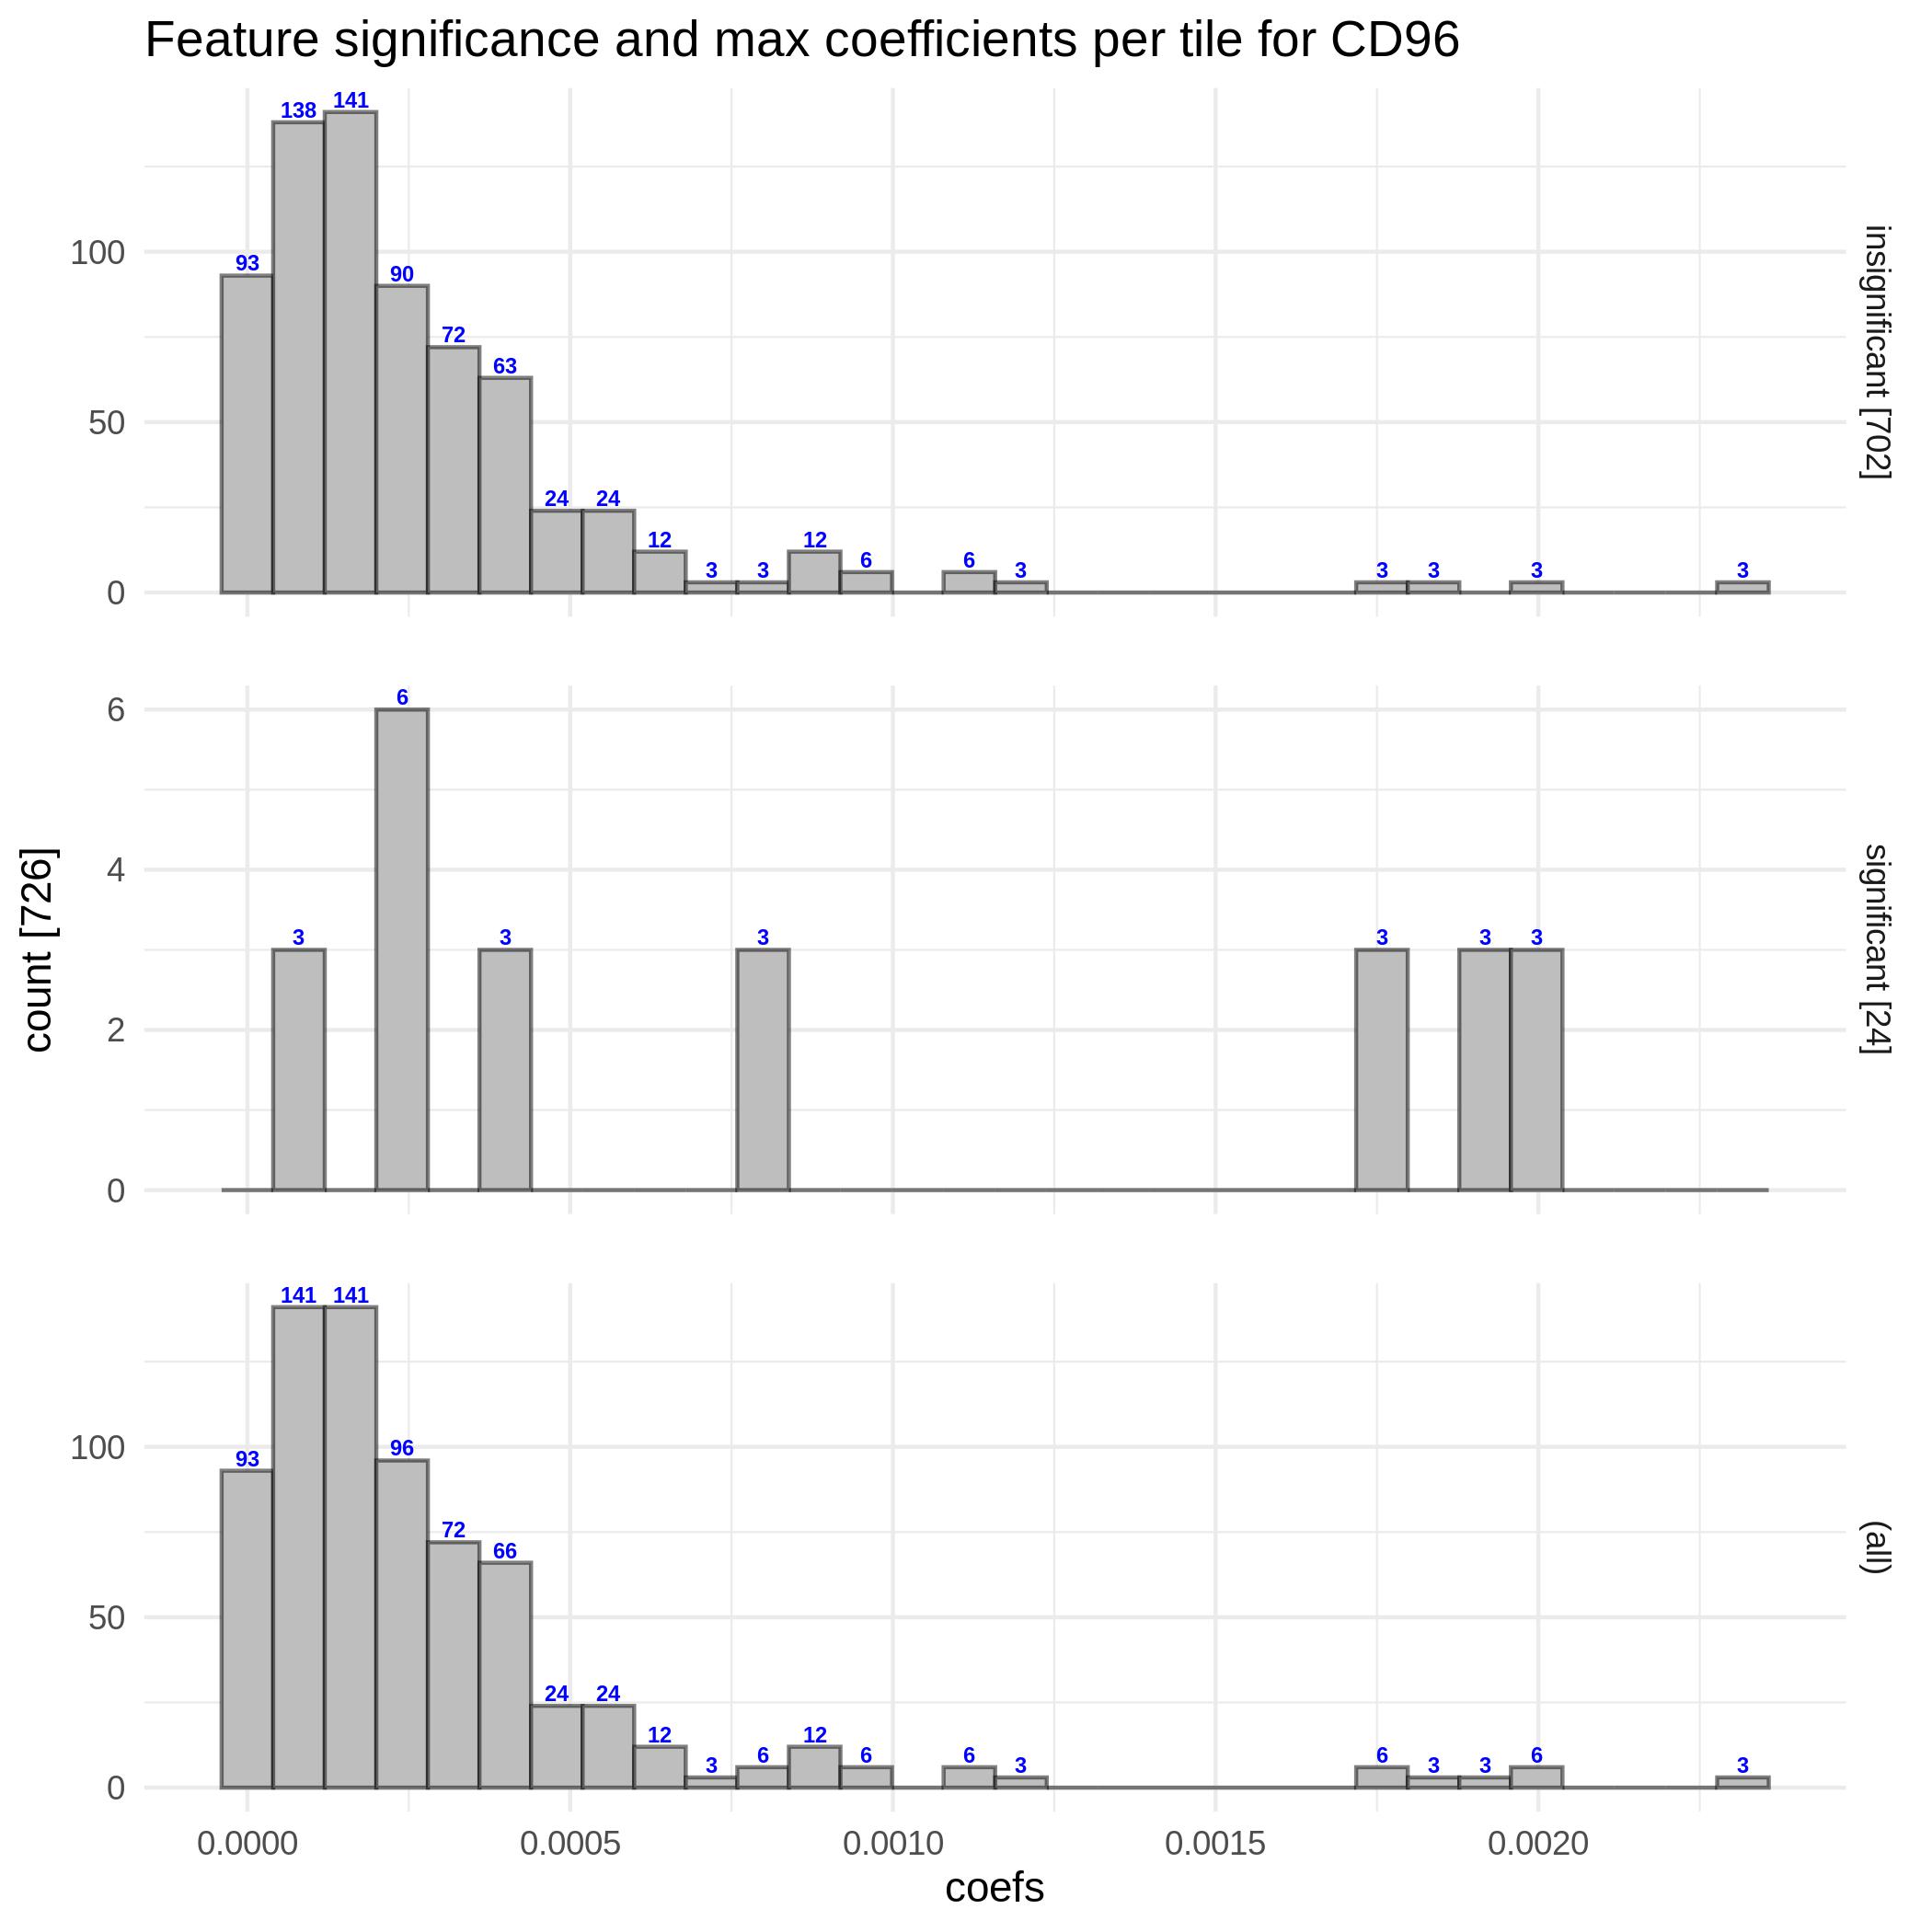 Feature significance and max coefficients per tile for CD96
138 141
93 90 72 63 24 24 12 3 3 12 6 6 3 3 3 3 3
100
50
0
insignificant [702]
6
3 3 3 3 3 3
6
4
2
0
significant [24]
count [726]
141 141
93 96 72 66 24 24 12 3 6 12 6 6 3 6 3 3 6 3
100
50
0
(all)
0.0000 0.0005 0.0010 0.0015 0.0020
coefs